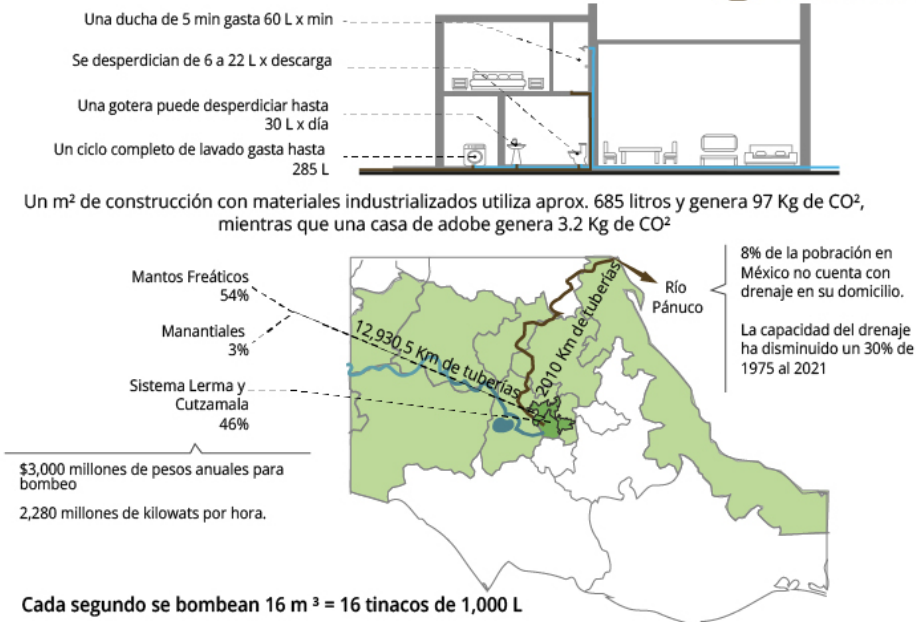 Una ducha de 5 min gasta 60 L x min
Se desperdician de 6 a 22 L x descarga
Una gotera puede desperdiciar hasta
30 L x día
Un ciclo completo de lavado gasta hasta
285 L
Un m² de construcción con materiales industrializados utiliza aprox. 685 litros y genera 97 Kg de CO²,
mientras que una casa de adobe genera 3.2 Kg de CO²
Mantos Freáticos
54%
Manantiales
3%
Sistema Lerma y
Cutzamala
46%
$3,000 millones de pesos anuales para
bombeo
2,280 millones de kilowats por hora.
12,930.5 Km de tuberías
2010 Km de tuberías
Río
Pánuco
8% de la pobración en
México no cuenta con
drenaje en su domicilio.
La capacidad del drenaje
ha disminuido un 30% de
1975 al 2021
Cada segundo se bombean 16 m ³ = 16 tinacos de 1,000 L